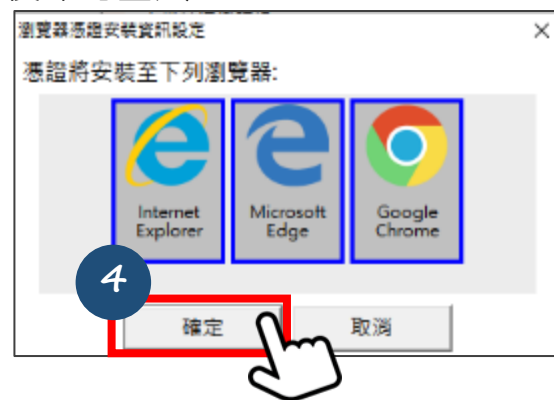 瀏覽器憑證安裝資訊設定
憑證將安裝至下列瀏覽器:
Internet
Explorer
Microsoft
Edge
Google
Chrome
4
確定
取消